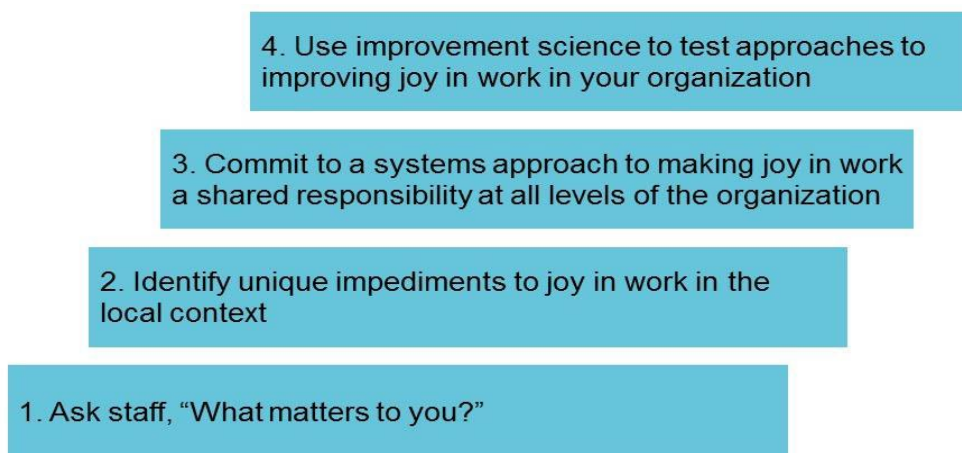 4. Use improvement science to test approaches to
improving joy in work in your organization
3. Commit to a systems approach to making joy in work
a shared responsibility at all levels of the organization
2. Identify unique impediments to joy in work in the
local context
1. Ask staff, “What matters to you?”